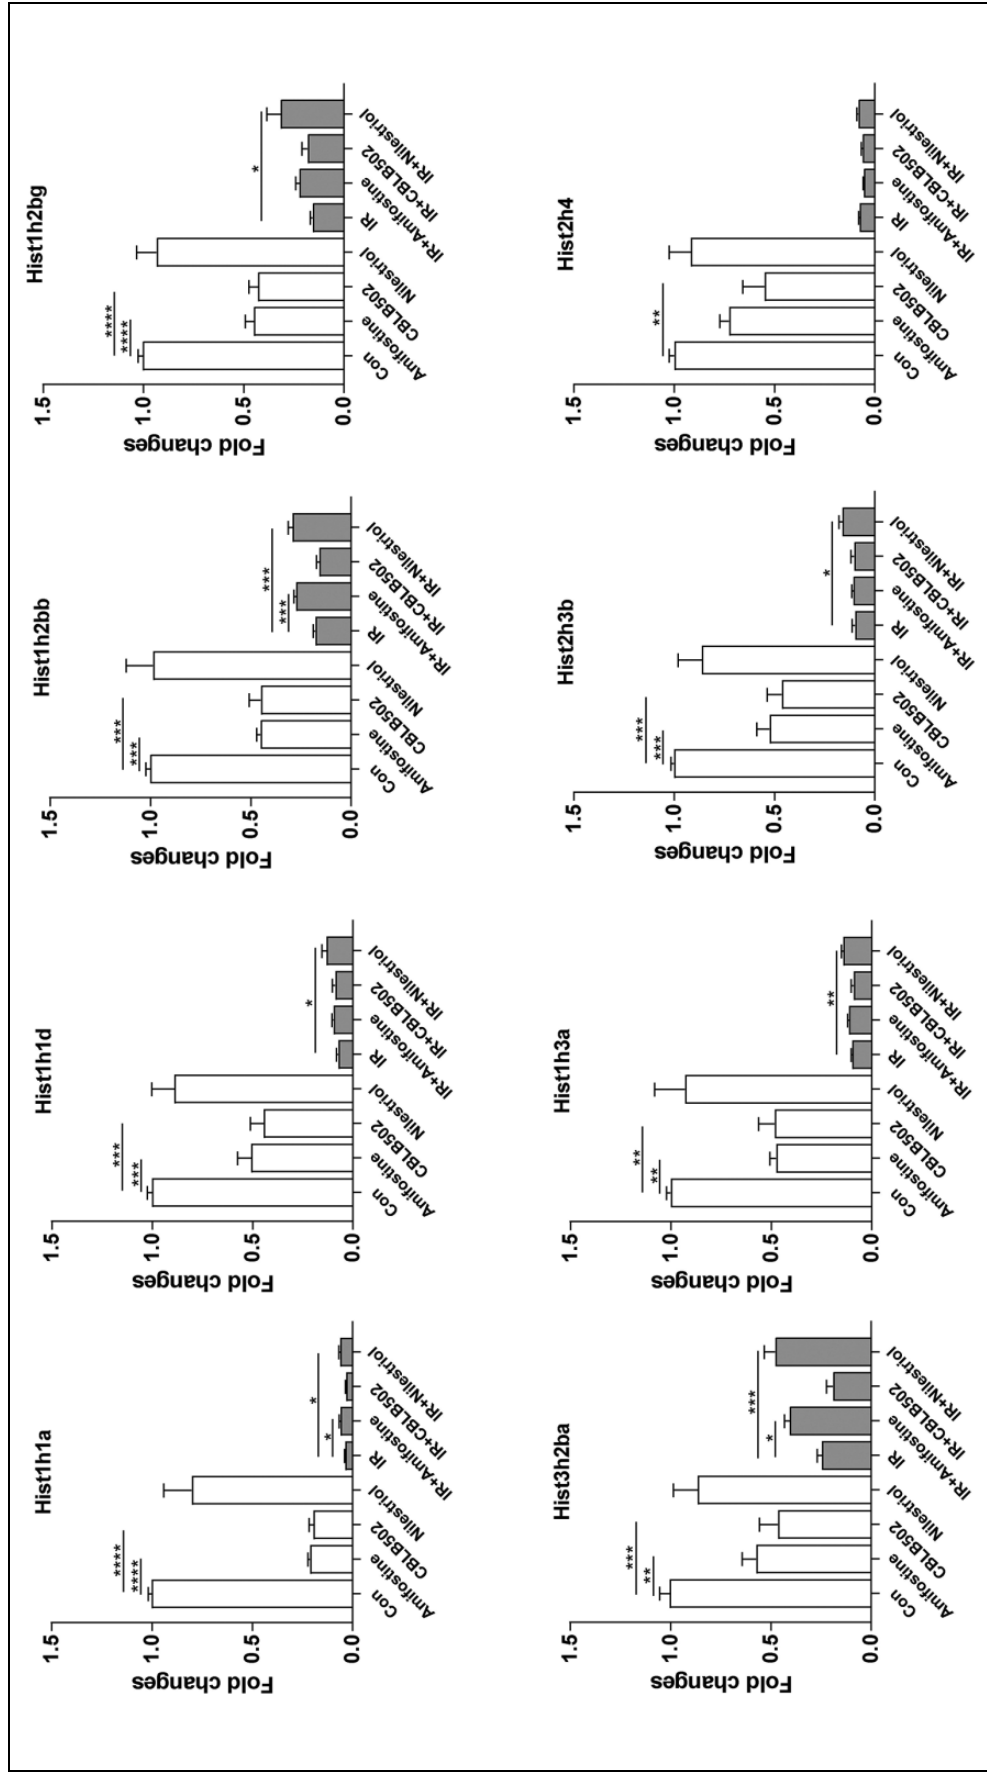 Hist1h1a
Fold changes
1.5
1.0
0.5
0.0
****
****
*
*
Con
Amifostine
CBLB502
Nilestriol
IR
IR+Amifostine
IR+CBLB502
IR+Nilestriol
Hist1h1d
Fold changes
1.5
1.0
0.5
0.0
***
***
*
Con
Amifostine
CBLB502
Nilestriol
IR
IR+Amifostine
IR+CBLB502
IR+Nilestriol
Hist1h2bb
Fold changes
1.5
1.0
0.5
0.0
***
***
***
***
Con
Amifostine
CBLB502
Nilestriol
IR
IR+Amifostine
IR+CBLB502
IR+Nilestriol
Hist1h2bg
Fold changes
1.5
1.0
0.5
0.0
****
****
*
Con
Amifostine
CBLB502
Nilestriol
IR
IR+Amifostine
IR+CBLB502
IR+Nilestriol
Hist3h2ba
Fold changes
1.5
1.0
0.5
0.0
***
**
***
*
Con
Amifostine
CBLB502
Nilestriol
IR
IR+Amifostine
IR+CBLB502
IR+Nilestriol
Hist1h3a
Fold changes
1.5
1.0
0.5
0.0
**
**
**
Con
Amifostine
CBLB502
Nilestriol
IR
IR+Amifostine
IR+CBLB502
IR+Nilestriol
Hist2h3b
Fold changes
1.5
1.0
0.5
0.0
***
***
*
Con
Amifostine
CBLB502
Nilestriol
IR
IR+Amifostine
IR+CBLB502
IR+Nilestriol
Hist2h4
Fold changes
1.5
1.0
0.5
0.0
**
Con
Amifostine
CBLB502
Nilestriol
IR
IR+Amifostine
IR+CBLB502
IR+Nilestriol